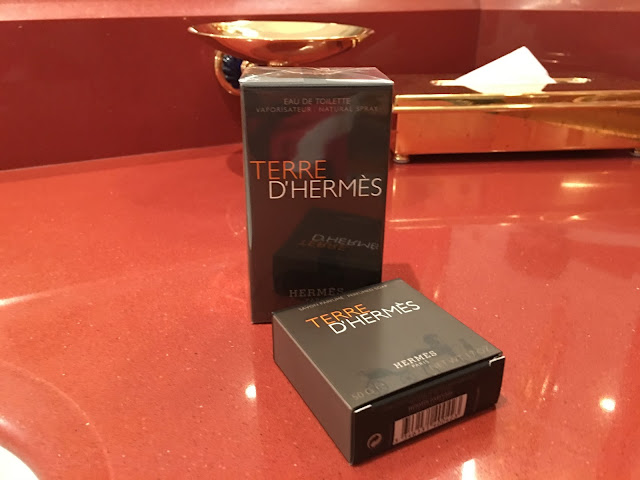 EAU DE TOILETTE
VAPORISATEUR · NATURAL SPRAY
TERRE
D'HERMÈS
HERMÈS
TERRE
D'HERMÈS
HERMÈS
PARIS